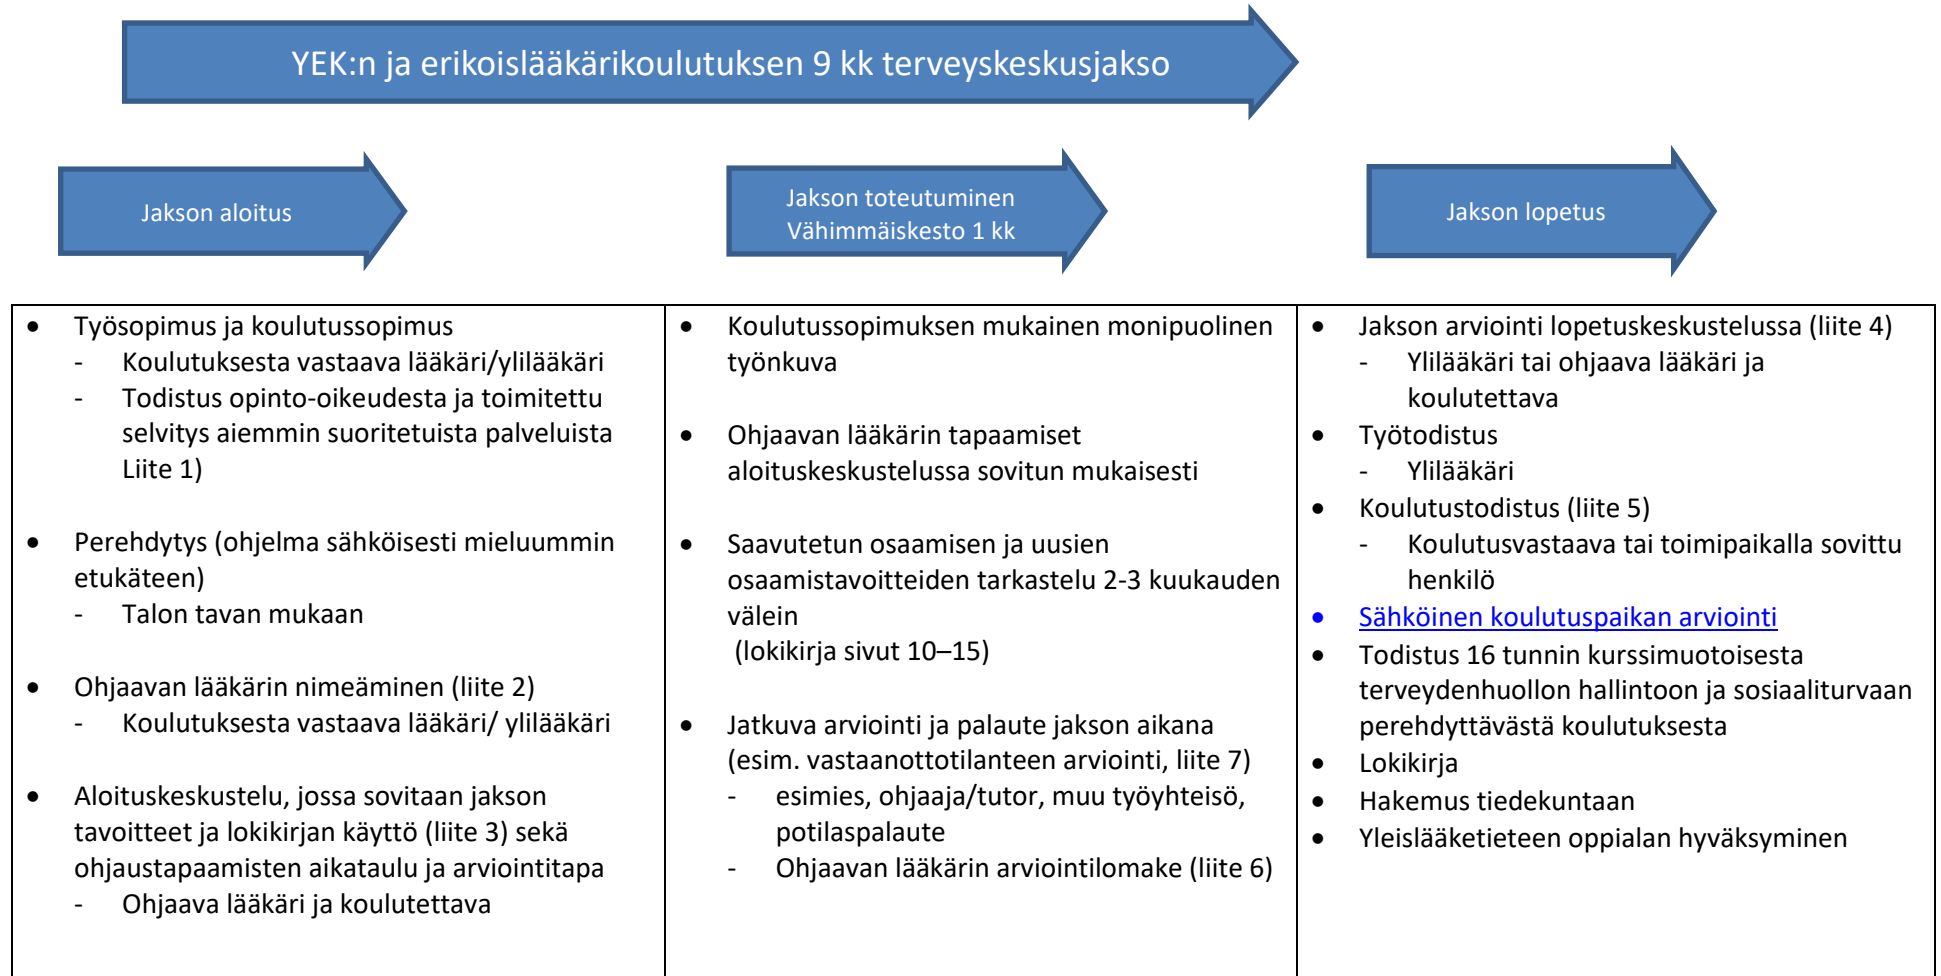 YEK:n ja erikoislääkärikoulutuksen 9 kk terveyskeskusjakso
Jakson aloitus
Jakson toteutuminen
Vähimmäiskesto 1 kk
Jakson lopetus
• Työsopimus ja koulutussopimus
- Koulutuksesta vastaava lääkäri/ylilääkäri
- Todistus opinto-oikeudesta ja toimitettu
selvitys aiemmin suoritetuista palveluista
Liite 1)
• Perehdytys (ohjelma sähköisesti mieluummin
etukäteen)
- Talon tavan mukaan
• Ohjaavan lääkärin nimeäminen (liite 2)
- Koulutuksesta vastaava lääkäri/ ylilääkäri
• Aloituskeskustelu, jossa sovitaan jakson
tavoitteet ja lokikirjan käyttö (liite 3) sekä
ohjaustapaamisten aikataulu ja arviointitapa
- Ohjaava lääkäri ja koulutettava
• Koulutussopimuksen mukainen monipuolinen
työnkuva
• Ohjaavan lääkärin tapaamiset
aloituskeskustelussa sovitun mukaisesti
• Saavutetun osaamisen ja uusien
osaamistavoitteiden tarkastelu 2-3 kuukauden
välein
(lokikirja sivut 10–15)
• Jatkuva arviointi ja palaute jakson aikana
(esim. vastaanottotilanteen arviointi, liite 7)
- esimies, ohjaaja/tutor, muu työyhteisö,
potilaspalaute
- Ohjaavan lääkärin arviointilomake (liite 6)
• Jakson arviointi lopetuskeskustelussa (liite 4)
- Ylilääkäri tai ohjaava lääkäri ja
koulutettava
• Työtodistus
- Ylilääkäri
• Koulutustodistus (liite 5)
- Koulutusvastaava tai toimipaikalla sovittu
henkilö
• Sähköinen koulutuspaikan arviointi
• Todistus 16 tunnin kurssimuotoisesta
terveydenhuollon hallintoon ja sosiaaliturvaan
perehdyttävästä koulutuksesta
• Lokikirja
• Hakemus tiedekuntaan
• Yleislääketieteen oppialan hyväksyminen